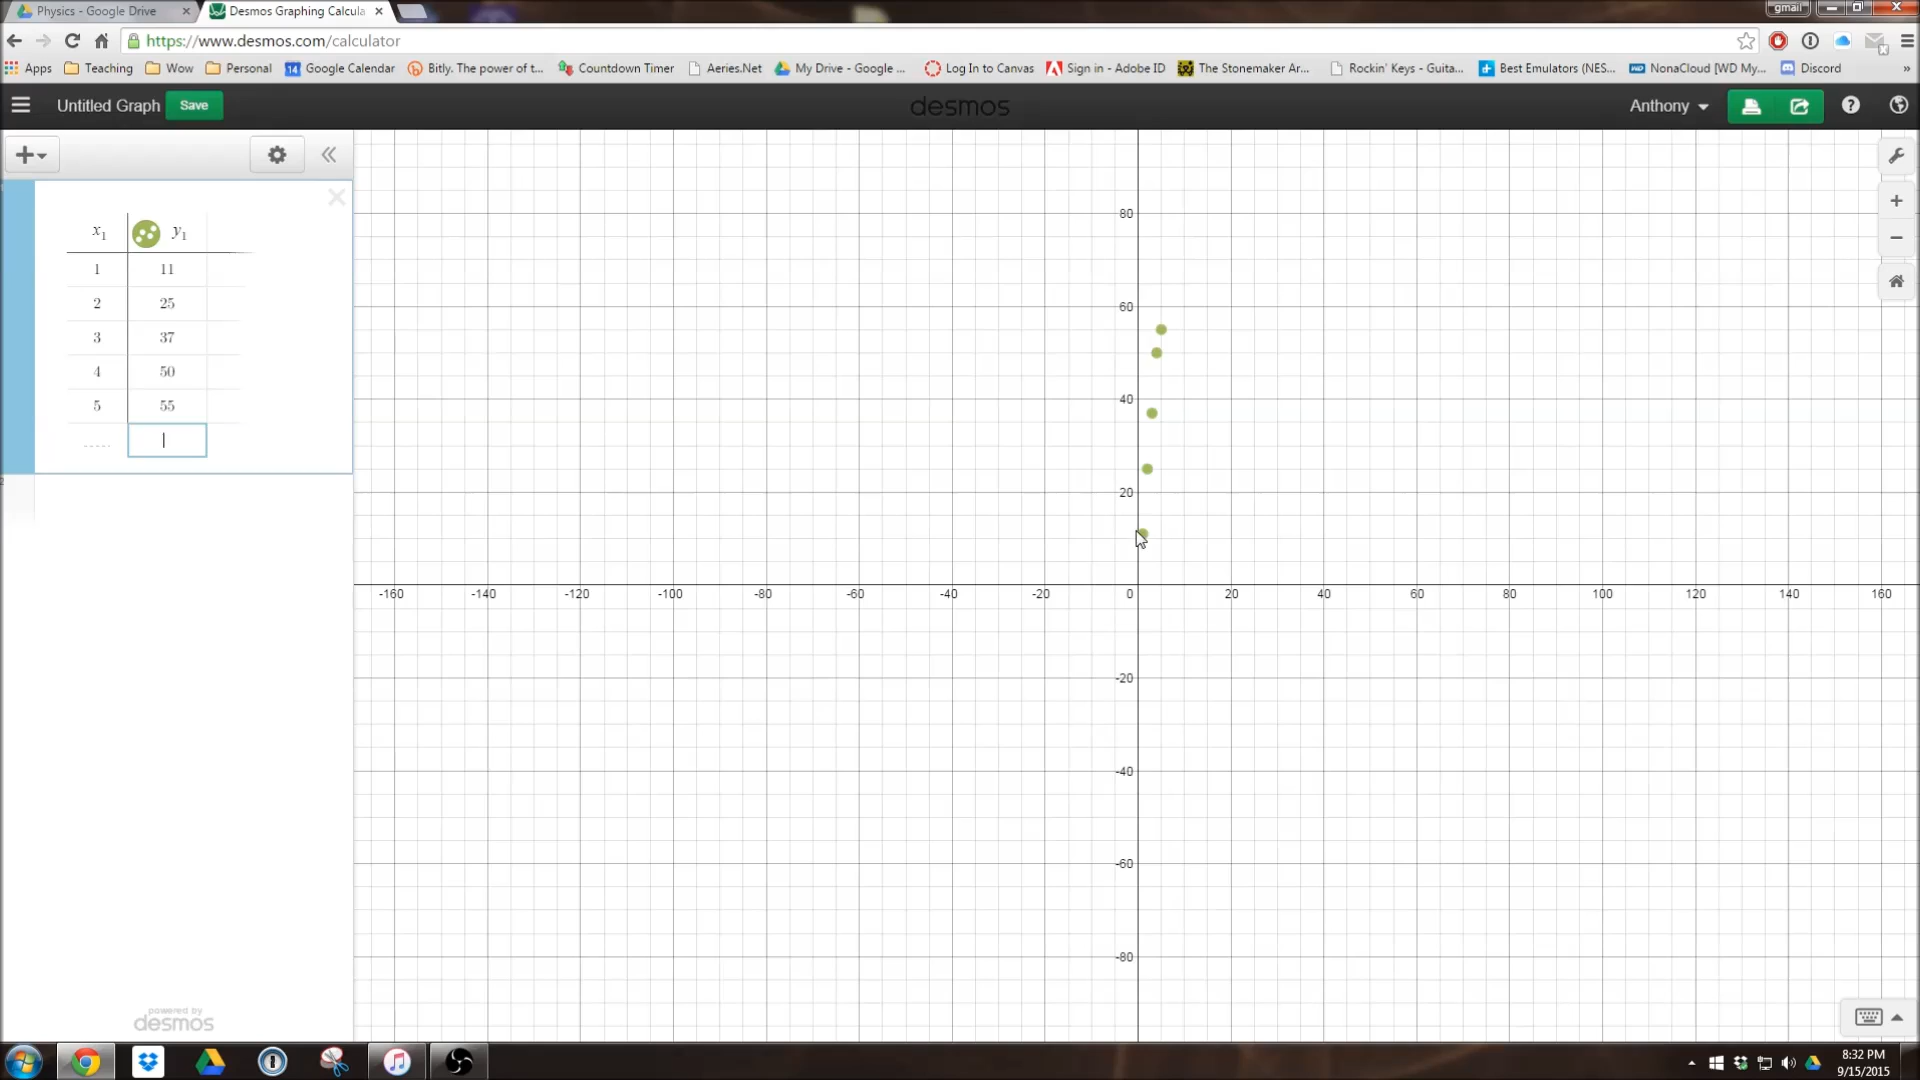 Physics - Google Drive
Desmos Graphing Calcula
gmail
https://www.desmos.com/calculator
Apps Teaching Wow Personal Google Calendar Bitly. The power of t... Countdown Timer Aeries.Net My Drive - Google ... Log In to Canvas Sign in - Adobe ID The Stonemaker Ar... Rockin' Keys - Guita... Best Emulators (NES... NonaCloud [WD My... Discord »
Untitled Graph Save desmos Anthony
x1 y1
1 11
2 25
3 37
4 50
5 55
80
60
40
20
-160 -140 -120 -100 -80 -60 -40 -20 0 20 40 60 80 100 120 140 160
-20
-40
-60
-80
powered by
desmos
8:32 PM
9/15/2015